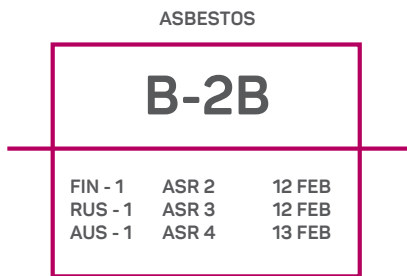 ASBESTOS
B-2B
FIN - 1 ASR 2 12 FEB
RUS - 1 ASR 3 12 FEB
AUS - 1 ASR 4 13 FEB